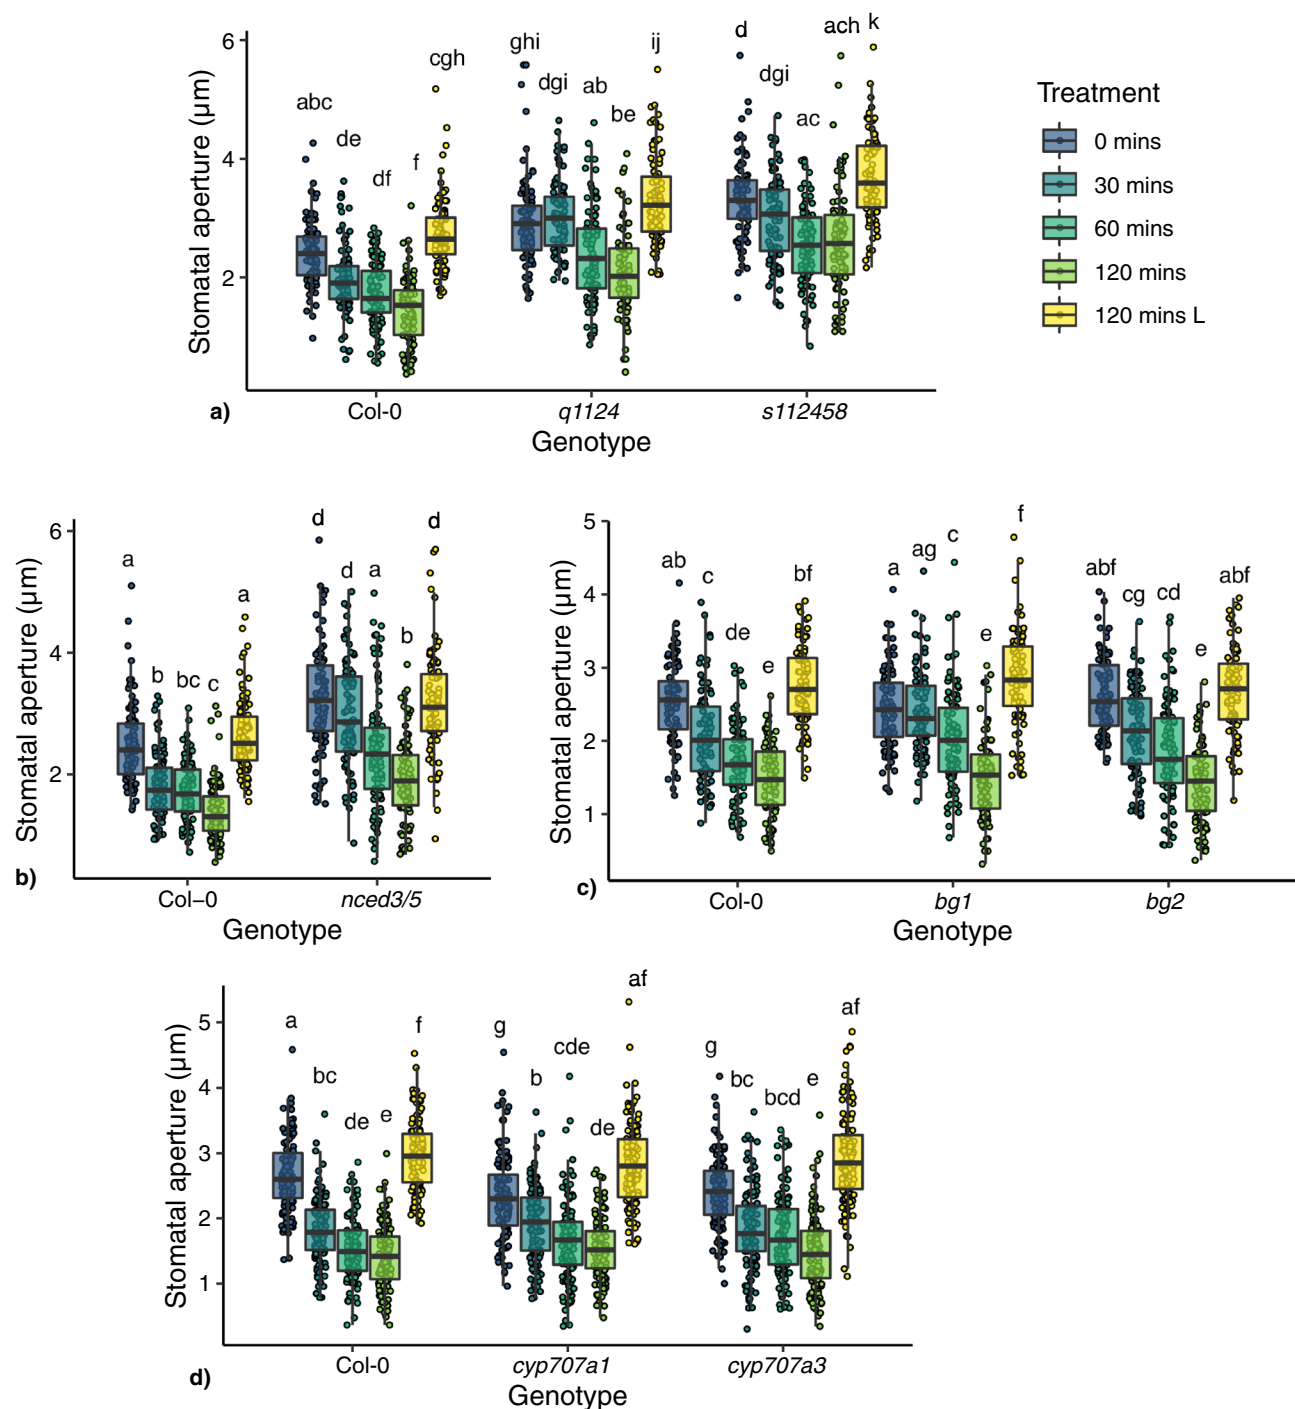 Treatment
0 mins
30 mins
60 mins
120 mins
120 mins L
Stomatal aperture (µm)
6
4
2
abc
de
df
f
cgh
ghi
dgi
ab
be
ij
d
dgi
ac
ach
k
a)
Col-0
q1124
s112458
Genotype
Stomatal aperture (µm)
6
4
2
a
b
bc
c
a
d
d
a
b
d
b)
Col–0
nced3/5
Genotype
Stomatal aperture (µm)
5
4
3
2
1
ab
c
de
e
bf
a
ag
c
e
f
abf
cg
cd
e
abf
c)
Col-0
bg1
bg2
Genotype
Stomatal aperture (µm)
5
4
3
2
1
a
bc
de
e
f
g
b
cde
de
af
g
bc
bcd
e
af
d)
Col-0
cyp707a1
cyp707a3
Genotype